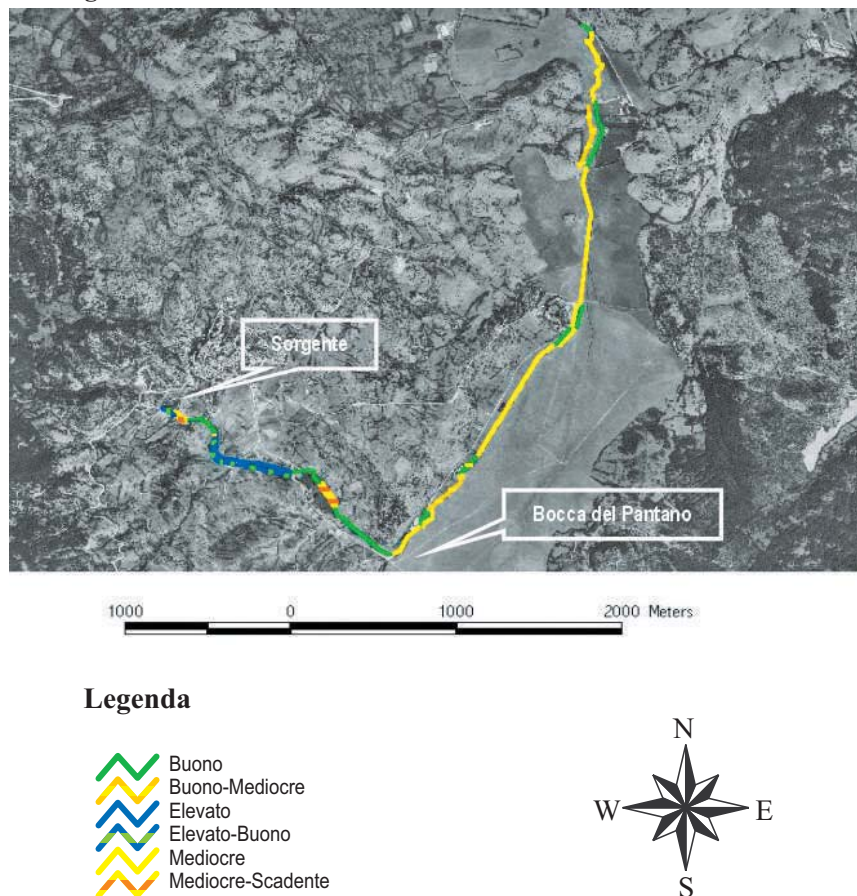 Sorgente
Bocca del Pantano
1000 0 1000 2000 Meters
Legenda
Buono
Buono-Mediocre
Elevato
Elevato-Buono
Mediocre
Mediocre-Scadente
N
W E
S